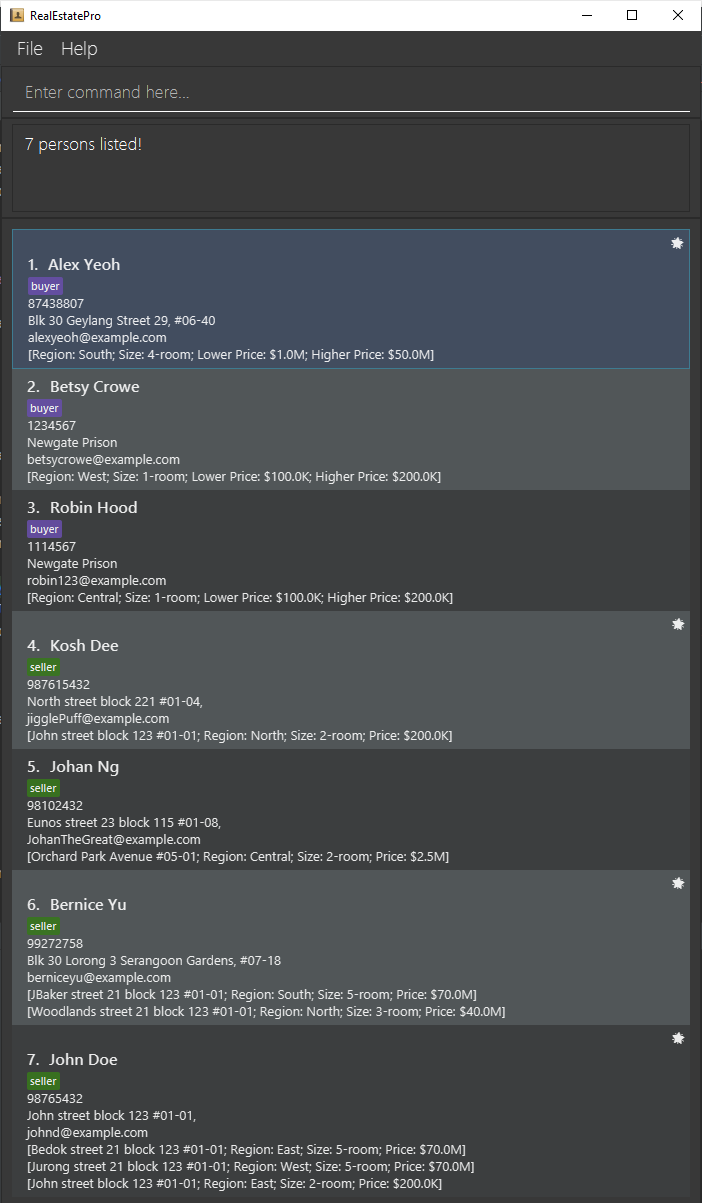 RealEstatePro
File Help
Enter command here...
7 persons listed!
1. Alex Yeoh
buyer
87438807
Blk 30 Geylang Street 29, #06-40
alexyeoh@example.com
[Region: South; Size: 4-room; Lower Price: $1.0M; Higher Price: $50.0M]
2. Betsy Crowe
buyer
1234567
Newgate Prison
betsycrowe@example.com
[Region: West; Size: 1-room; Lower Price: $100.0K; Higher Price: $200.0K]
3. Robin Hood
buyer
1114567
Newgate Prison
robin123@example.com
[Region: Central; Size: 1-room; Lower Price: $100.0K; Higher Price: $200.0K]
4. Kosh Dee
seller
987615432
North street block 221 #01-04,
jigglePuff@example.com
[John street block 123 #01-01; Region: North; Size: 2-room; Price: $200.0K]
5. Johan Ng
seller
98102432
Eunos street 23 block 115 #01-08,
JohanTheGreat@example.com
[Orchard Park Avenue #05-01; Region: Central; Size: 2-room; Price: $2.5M]
6. Bernice Yu
seller
99272758
Blk 30 Lorong 3 Serangoon Gardens, #07-18
berniceyu@example.com
[JBaker street 21 block 123 #01-01; Region: South; Size: 5-room; Price: $70.0M]
[Woodlands street 21 block 123 #01-01; Region: North; Size: 3-room; Price: $40.0M]
7. John Doe
seller
98765432
John street block 123 #01-01,
johnd@example.com
[Bedok street 21 block 123 #01-01; Region: East; Size: 5-room; Price: $70.0M]
[Jurong street 21 block 123 #01-01; Region: West; Size: 5-room; Price: $70.0M]
[John street block 123 #01-01; Region: East; Size: 2-room; Price: $200.0K]